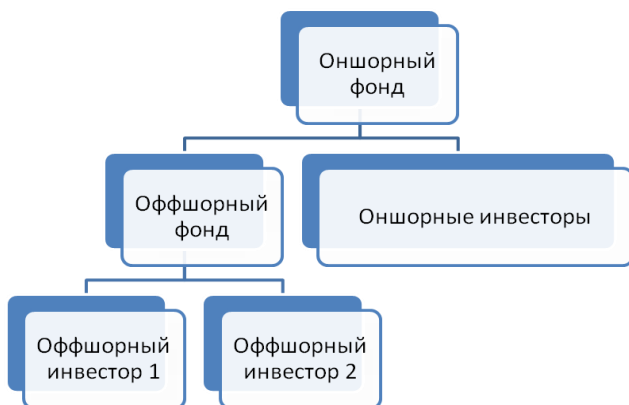 Оншорный
фонд
Оффшорный
фонд
Оншорные инвесторы
Оффшорный
инвестор 1
Оффшорный
инвестор 2